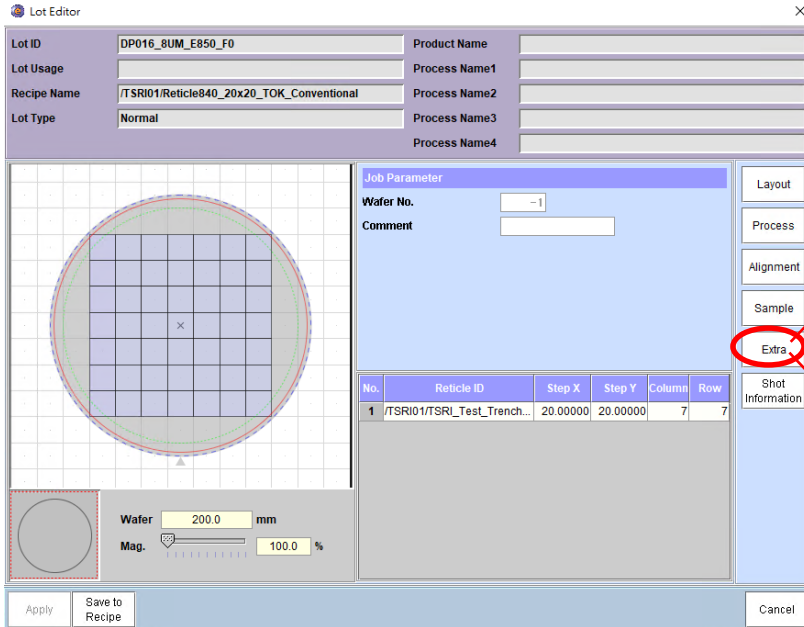 Lot Editor
Lot ID DP016_8UM_E850_F0 Product Name
Lot Usage Process Name1
Recipe Name /TSRI01/Reticle840_20x20_TOK_Conventional Process Name2
Lot Type Normal Process Name3
Process Name4
Job Parameter
Wafer No. -1
Comment
No. Reticle ID Step X Step Y Column Row
1 /TSRI01/TSRI_Test_Trench... 20.00000 20.00000 7 7
Layout
Process
Alignment
Sample
Extra
Shot
Information
Wafer 200.0 mm
Mag. 100.0 %
Apply
Save to
Recipe
Cancel